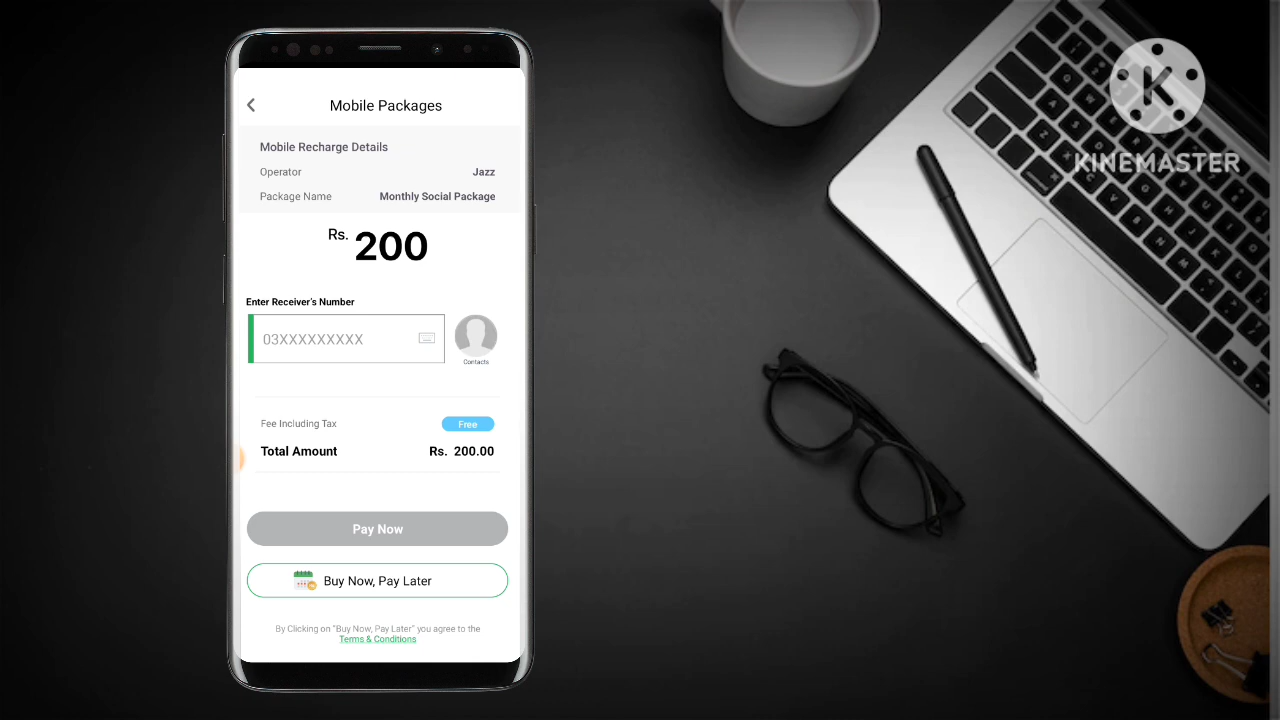 Mobile Packages
Mobile Recharge Details
Operator Jazz
Package Name Monthly Social Package
Rs. 200
Enter Receiver's Number
03XXXXXXXXX
Contacts
Fee Including Tax Free
Total Amount Rs. 200.00
Pay Now
Buy Now, Pay Later
By Clicking on "Buy Now, Pay Later" you agree to the
Terms & Conditions
K
KINEMASTER